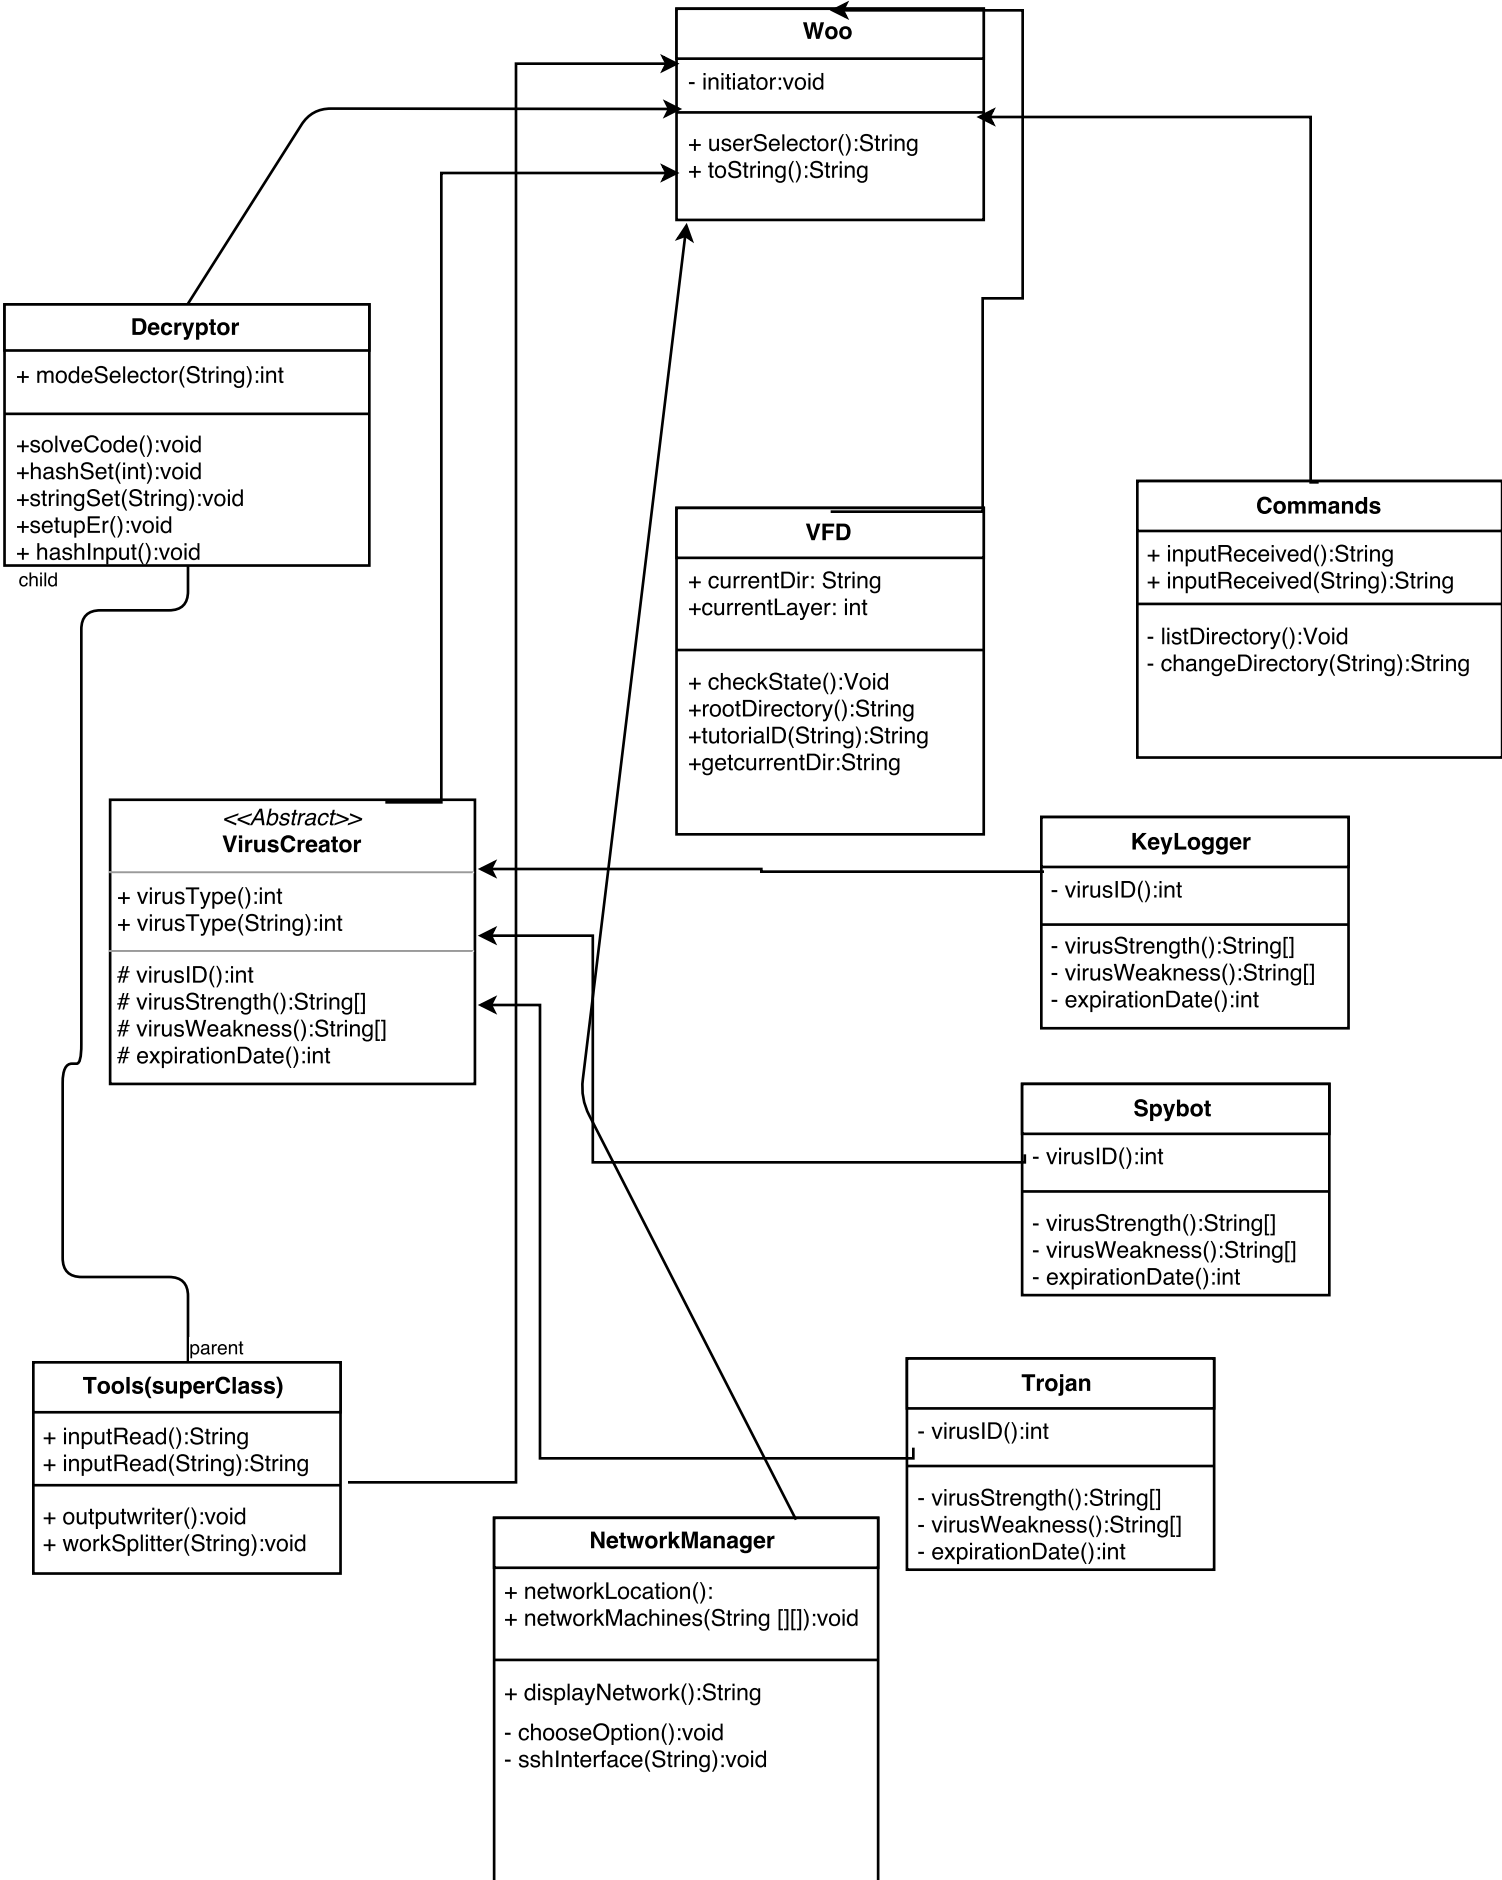 Woo
- initiator:void
+ userSelector():String
+ toString():String
Decryptor
+ modeSelector(String):int
+solveCode():void
+hashSet(int):void
+stringSet(String):void
+setupEr():void
+ hashInput():void
child
VFD
+ currentDir: String
+currentLayer: int
+ checkState():Void
+rootDirectory():String
+tutorialD(String):String
+getcurrentDir:String
Commands
+ inputReceived():String
+ inputReceived(String):String
- listDirectory():Void
- changeDirectory(String):String
<<Abstract>>
VirusCreator
+ virusType():int
+ virusType(String):int
# virusID():int
# virusStrength():String[]
# virusWeakness():String[]
# expirationDate():int
KeyLogger
- virusID():int
- virusStrength():String[]
- virusWeakness():String[]
- expirationDate():int
Spybot
- virusID():int
- virusStrength():String[]
- virusWeakness():String[]
- expirationDate():int
parent
Tools(superClass)
+ inputRead():String
+ inputRead(String):String
+ outputwriter():void
+ workSplitter(String):void
Trojan
- virusID():int
- virusStrength():String[]
- virusWeakness():String[]
- expirationDate():int
NetworkManager
+ networkLocation():
+ networkMachines(String [][]):void
+ displayNetwork():String
- chooseOption():void
- sshInterface(String):void